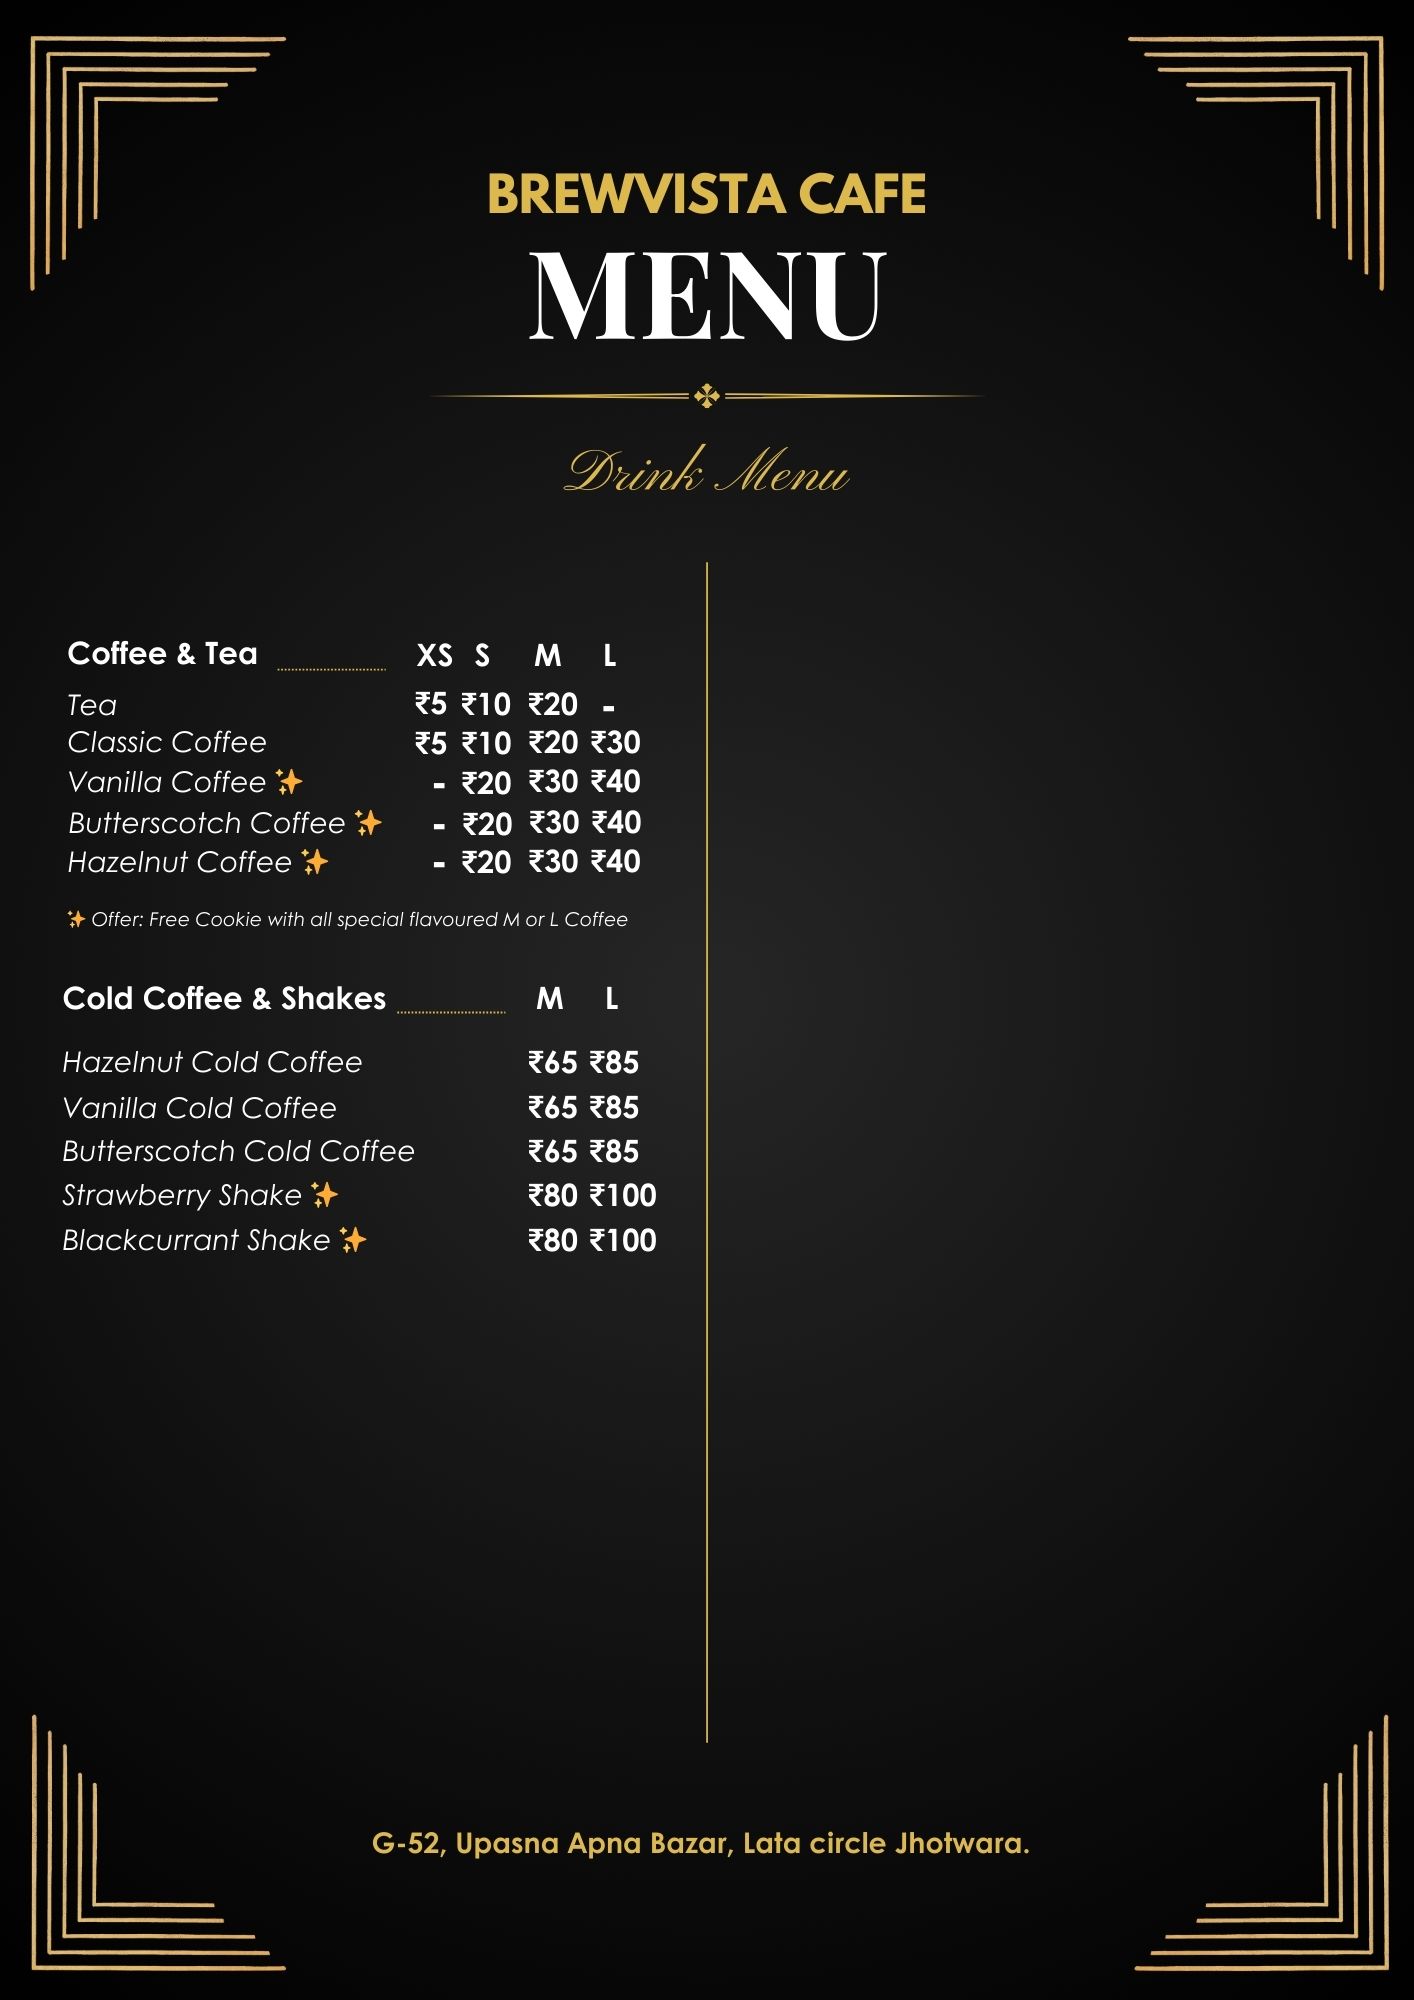 BREWVISTA CAFE
MENU
Drink Menu
Coffee & Tea XS S M L
Tea ₹5 ₹10 ₹20 -
Classic Coffee ₹5 ₹10 ₹20 ₹30
Vanilla Coffee ✨ - ₹20 ₹30 ₹40
Butterscotch Coffee ✨ - ₹20 ₹30 ₹40
Hazelnut Coffee ✨ - ₹20 ₹30 ₹40
✨ Offer: Free Cookie with all special flavoured M or L Coffee
Cold Coffee & Shakes M L
Hazelnut Cold Coffee ₹65 ₹85
Vanilla Cold Coffee ₹65 ₹85
Butterscotch Cold Coffee ₹65 ₹85
Strawberry Shake ✨ ₹80 ₹100
Blackcurrant Shake ✨ ₹80 ₹100
G-52, Upasna Apna Bazar, Lata circle Jhotwara.